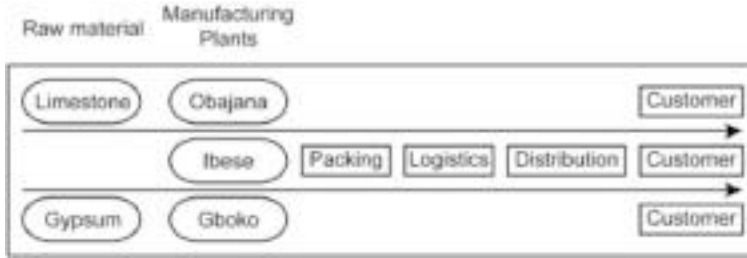 Raw material
Manufacturing
Plants
Limestone
Obajana
Customer
Ibese
Packing
Logistics
Distribution
Customer
Gypsum
Gboko
Customer